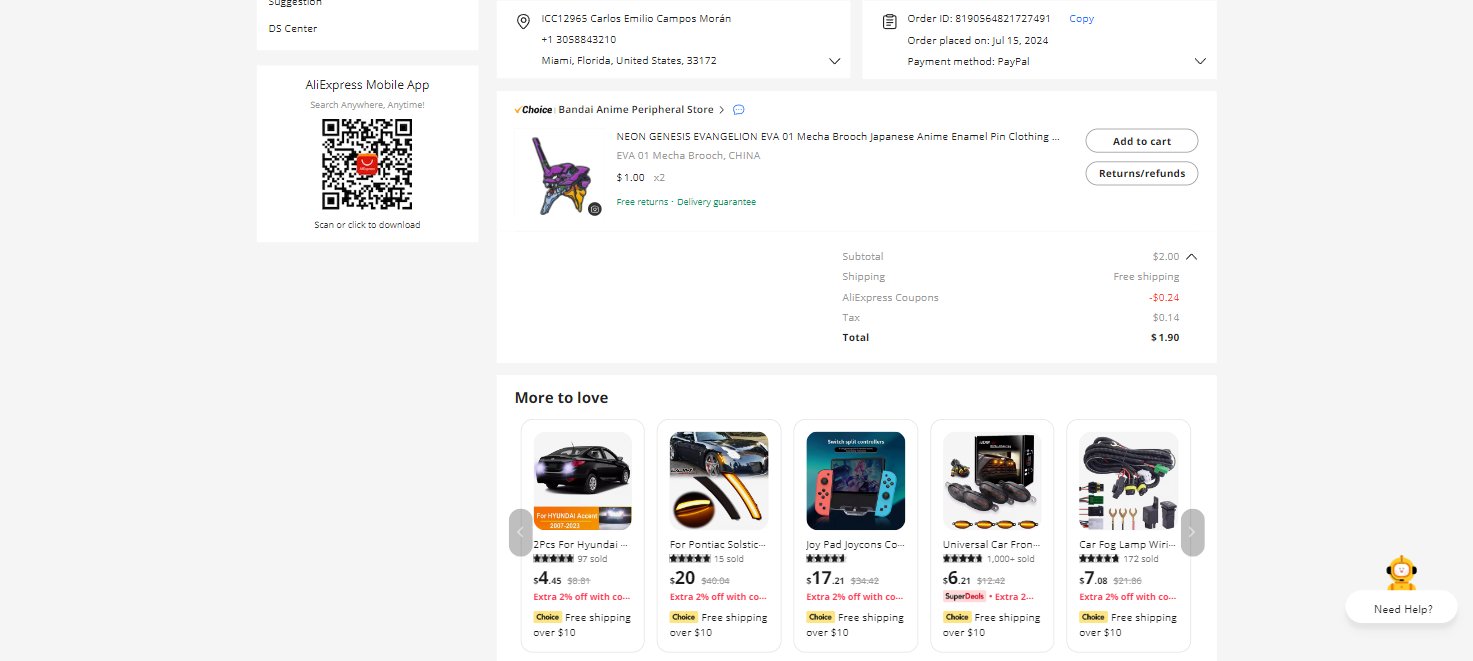 Suggestion
DS Center
AliExpress Mobile App
Search Anywhere, Anytime!
Scan or click to download
ICC12965 Carlos Emilio Campos Morán
+1 3058843210
Miami, Florida, United States, 33172
Order ID: 8190564821727491 Copy
Order placed on: Jul 15, 2024
Payment method: PayPal
Choice Bandai Anime Peripheral Store
NEON GENESIS EVANGELION EVA 01 Mecha Brooch Japanese Anime Enamel Pin Clothing ...
EVA 01 Mecha Brooch, CHINA
$1.00 x2
Free returns · Delivery guarantee
Add to cart
Returns/refunds
Subtotal $2.00
Shipping Free shipping
AliExpress Coupons -$0.24
Tax $0.14
Total $1.90
More to love
For HYUNDAI Accent
2007-2023
2Pcs For Hyundai ···
97 sold
$4.45 $8.81
Extra 2% off with co...
Choice Free shipping
over $10
For Pontiac Solstic···
15 sold
$20 $40.04
Extra 2% off with co...
Choice Free shipping
over $10
Switch split controllers
Joy Pad Joycons Co···
$17.21 $34.42
Extra 2% off with co...
Choice Free shipping
over $10
Universal Car Fron···
1,000+ sold
$6.21 $12.42
SuperDeals • Extra 2...
Choice Free shipping
over $10
Car Fog Lamp Wiri···
172 sold
$7.08 $21.86
Extra 2% off with co...
Choice Free shipping
over $10
Need Help?